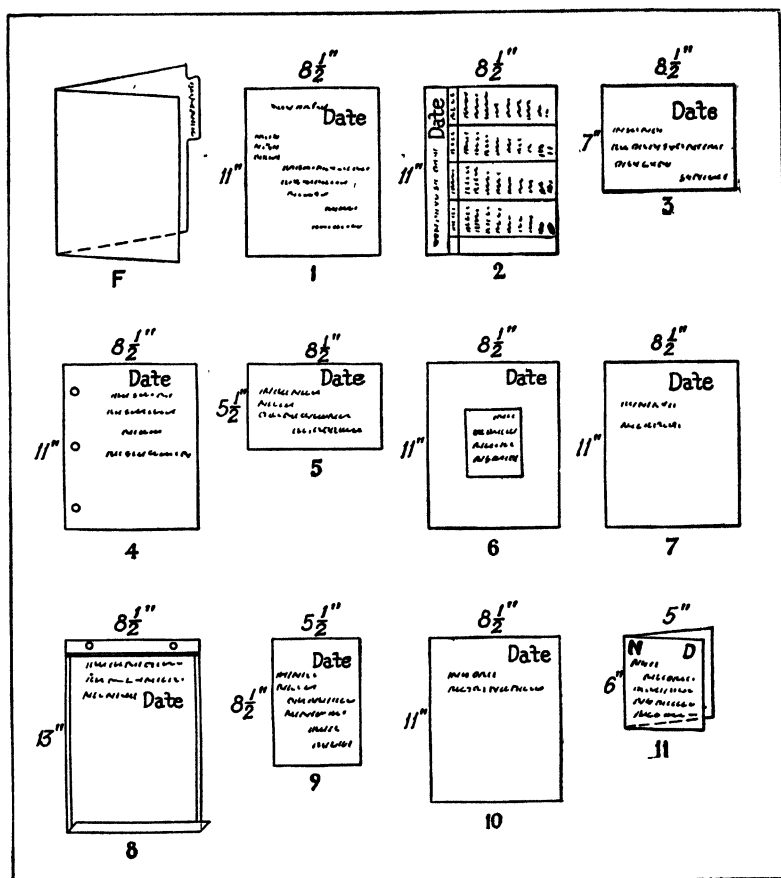 8 1/2" 8 1/2" 8 1/2"
Date Date Date
11" 11" 7"
F 1 2 3
8 1/2" 8 1/2" 8 1/2" 8 1/2"
Date Date Date Date
11" 5 1/2" 11" 11"
4 5 6 7
8 1/2" 5 1/2" 8 1/2" 5"
Date Date Date N D
13" 8 1/2" 11" 6"
8 9 10 11